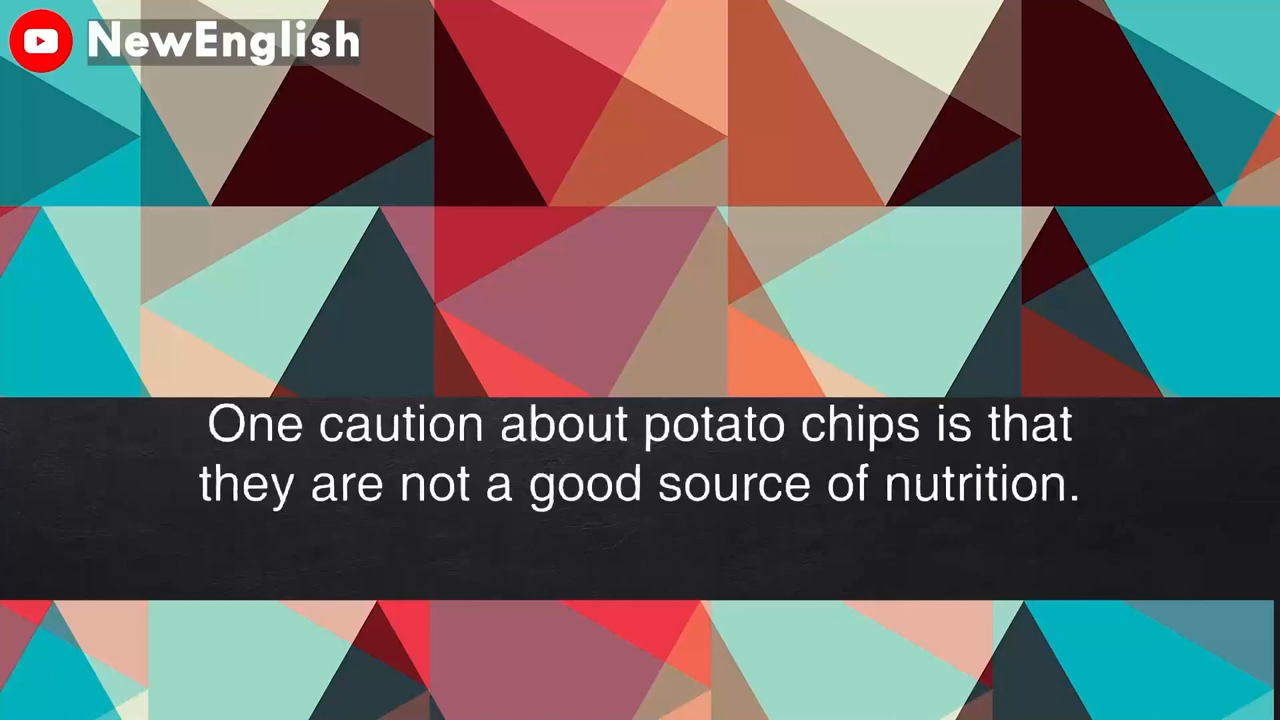 NewEnglish
One caution about potato chips is that
they are not a good source of nutrition.